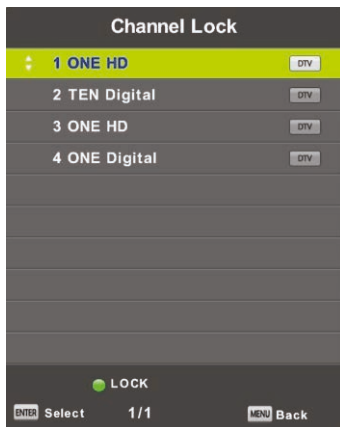 Channel Lock
1 ONE HD DTV
2 TEN Digital DTV
3 ONE HD DTV
4 ONE Digital DTV
LOCK
ENTER Select 1/1 MENU Back